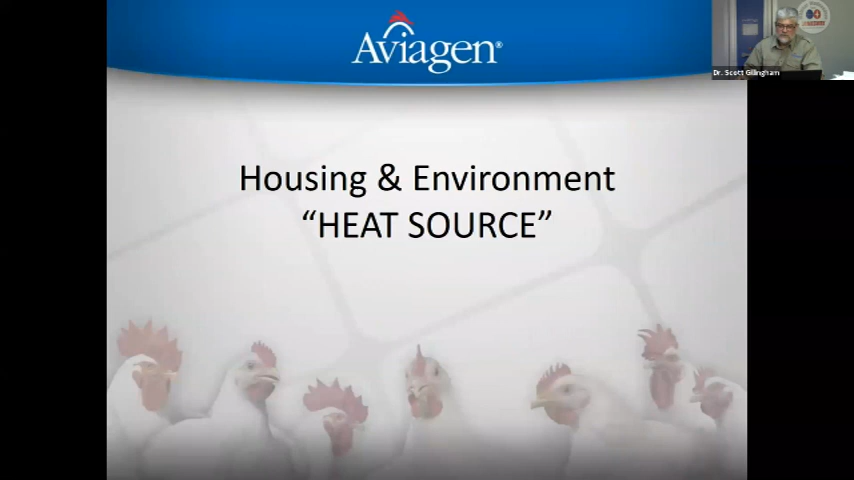 Aviagen®
Dr. Scott Gillingham
Housing & Environment
“HEAT SOURCE”